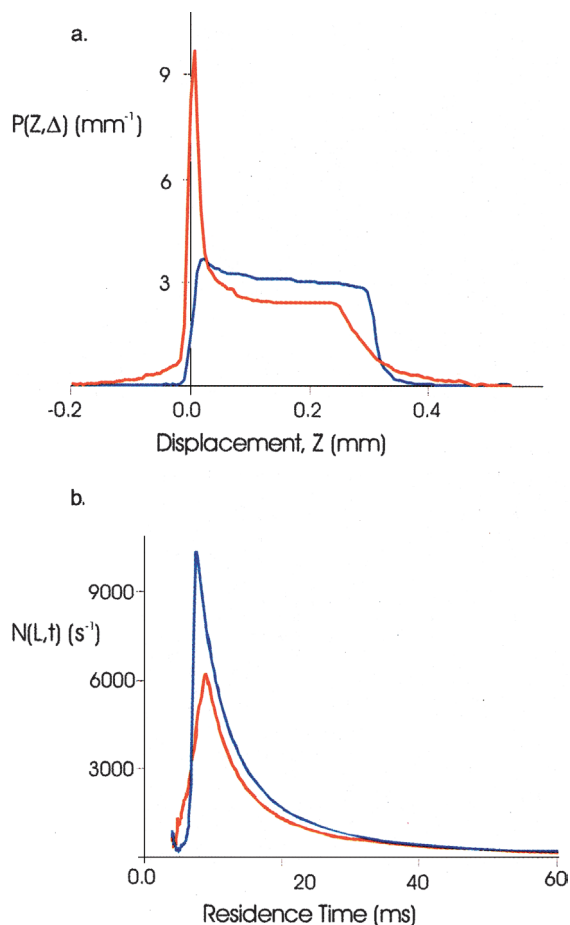 a.
9
P(Z,Δ) (mm⁻¹)
6
3
-0.2 0.0 0.2 0.4
Displacement, Z (mm)
b.
9000
N(L,t) (s⁻¹)
6000
3000
0.0 20 40 60
Residence Time (ms)